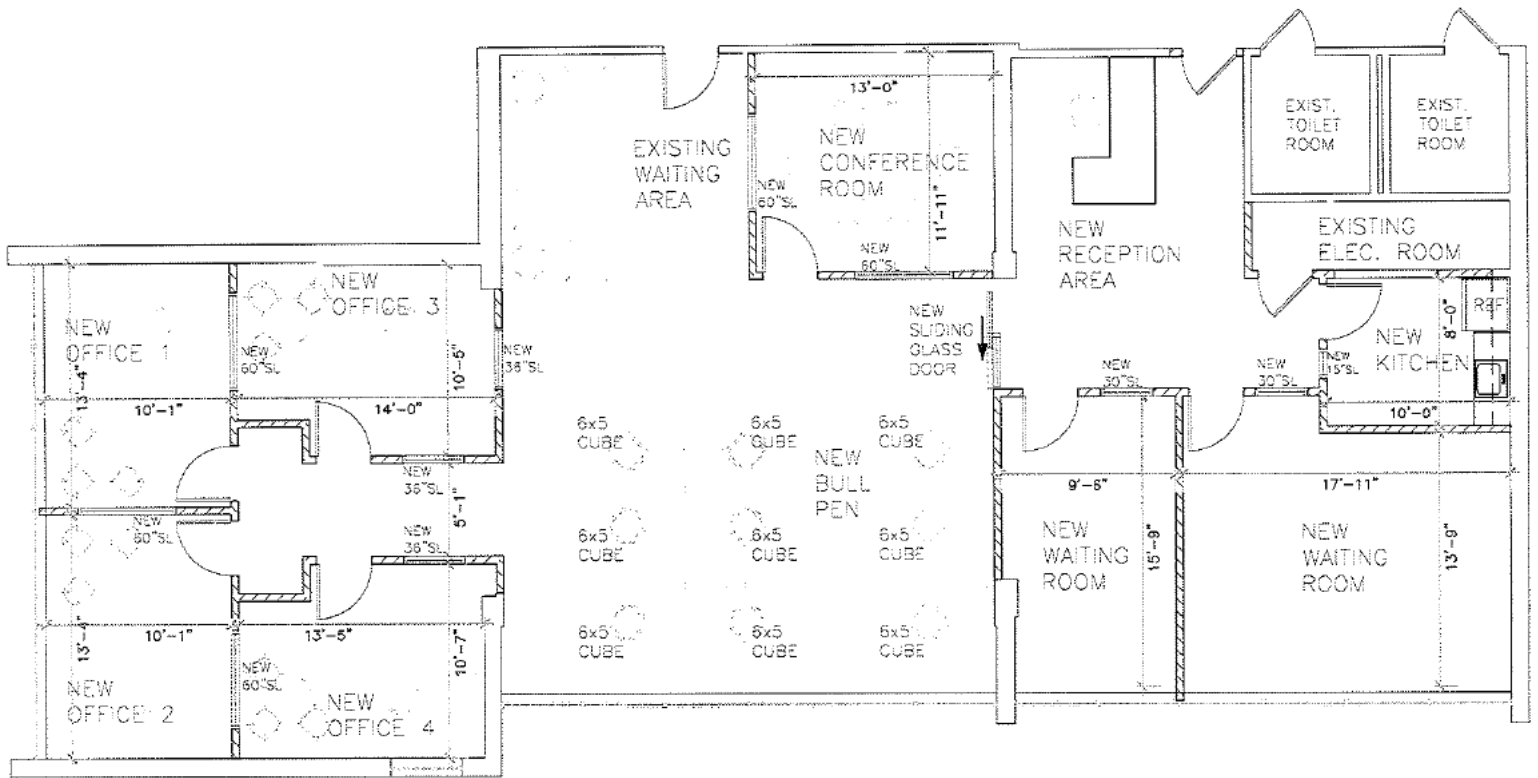 EXIST.
TOILET
ROOM
EXIST.
TOILET
ROOM
13'-0"
EXISTING
WAITING
AREA
NEW
CONFERENCE
ROOM
NEW
60"SL
11'-11"
NEW
60"SL
NEW
RECEPTION
AREA
EXISTING
ELEC. ROOM
NEW
OFFICE 1
NEW
OFFICE 3
NEW
60"SL
13'-4"
10'-1"
14'-0"
10'-5"
NEW
36"SL
NEW
SLIDING
GLASS
DOOR
NEW
30"SL
NEW
30"SL
NEW
15"SL
NEW
KITCHEN
8'-0"
REF
10'-0"
6x5
CUBE
6x5
CUBE
6x5
CUBE
NEW
BULL
PEN
NEW
36"SL
5'-1"
NEW
36"SL
NEW
60"SL
9'-6"
17'-11"
6x5
CUBE
6x5
CUBE
6x5
CUBE
NEW
WAITING
ROOM
15'-9"
NEW
WAITING
ROOM
13'-9"
10'-1"
13'-5"
13'-4"
10'-7"
6x5
CUBE
6x5
CUBE
6x5
CUBE
NEW
OFFICE 2
NEW
60"SL
NEW
OFFICE 4